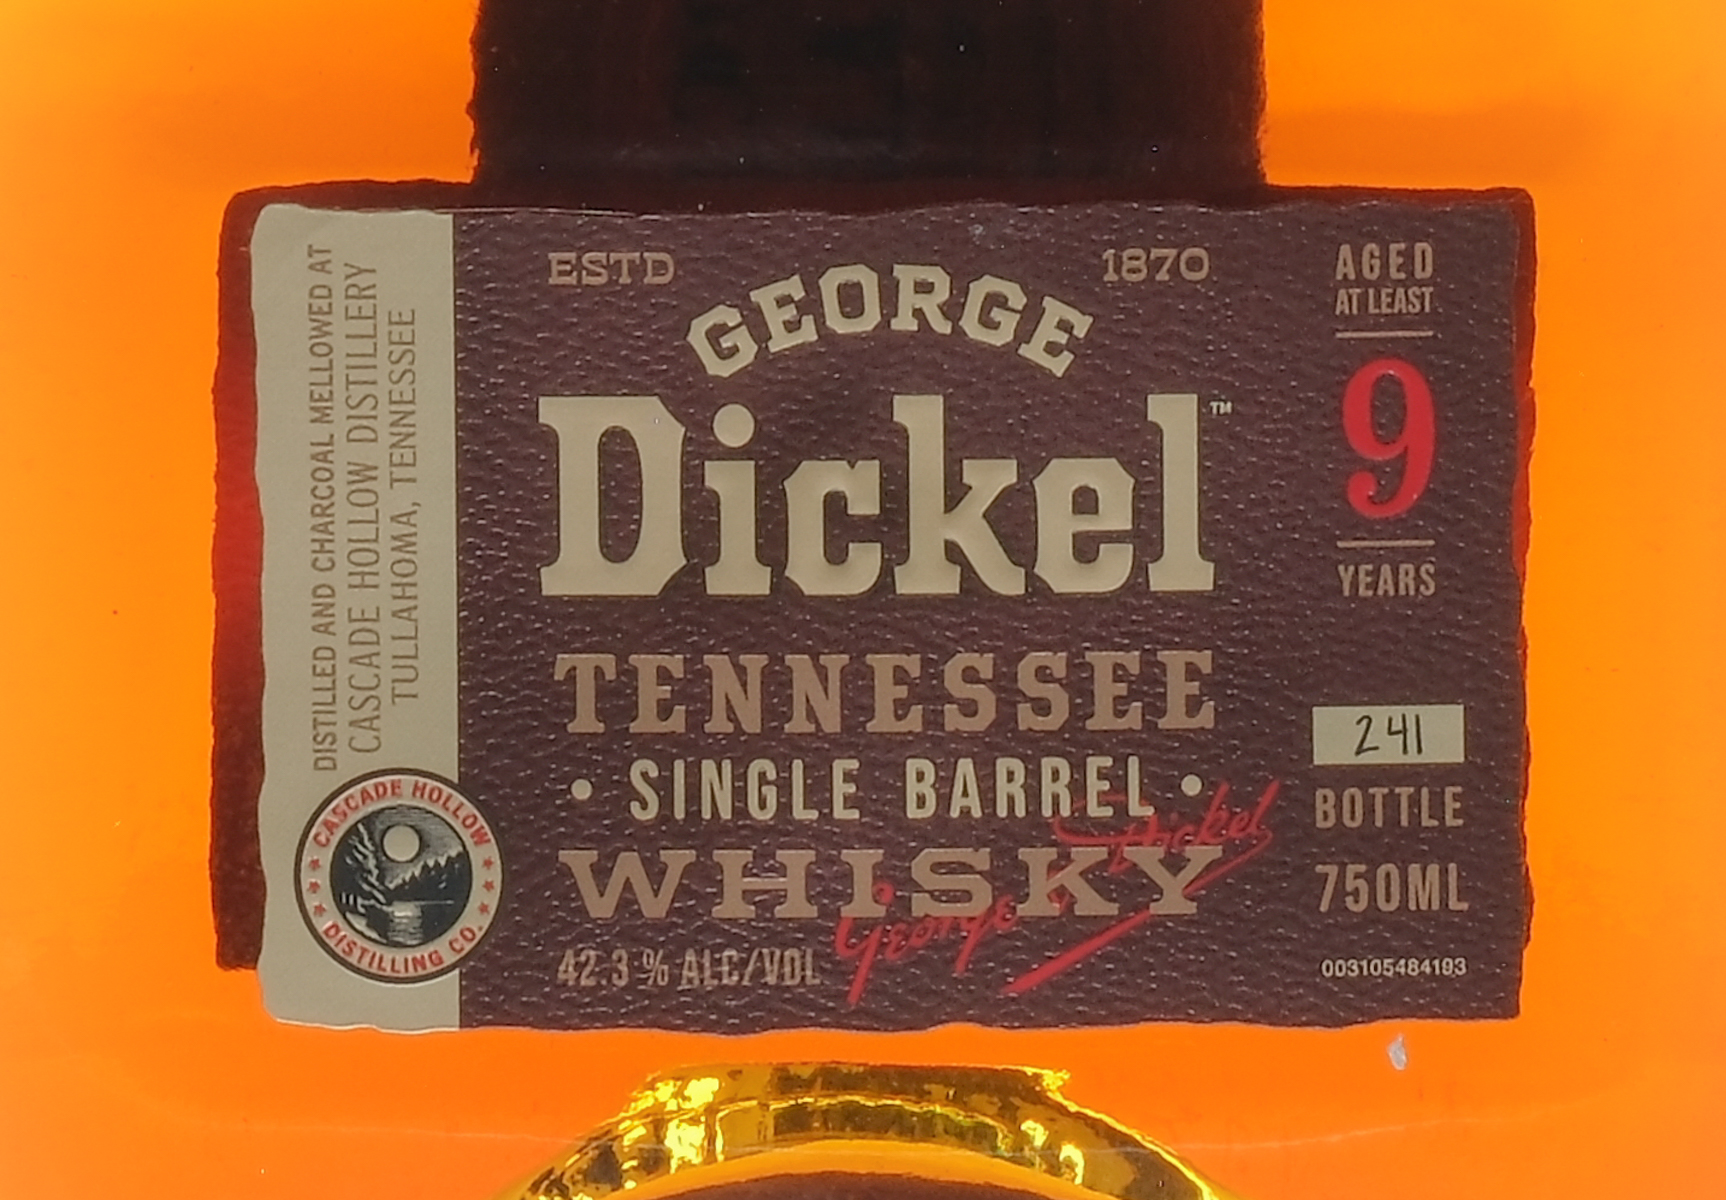 DISTILLED AND CHARCOAL MELLOWED AT
CASCADE HOLLOW DISTILLERY
TULLAHOMA, TENNESSEE
CASCADE HOLLOW
DISTILLING CO.
ESTD 1870
GEORGE
Dickel™
TENNESSEE
• SINGLE BARREL •
WHISKY
George Dickel
42.3% ALC/VOL
AGED
AT LEAST
9
YEARS
241
BOTTLE
750ML
003105484193